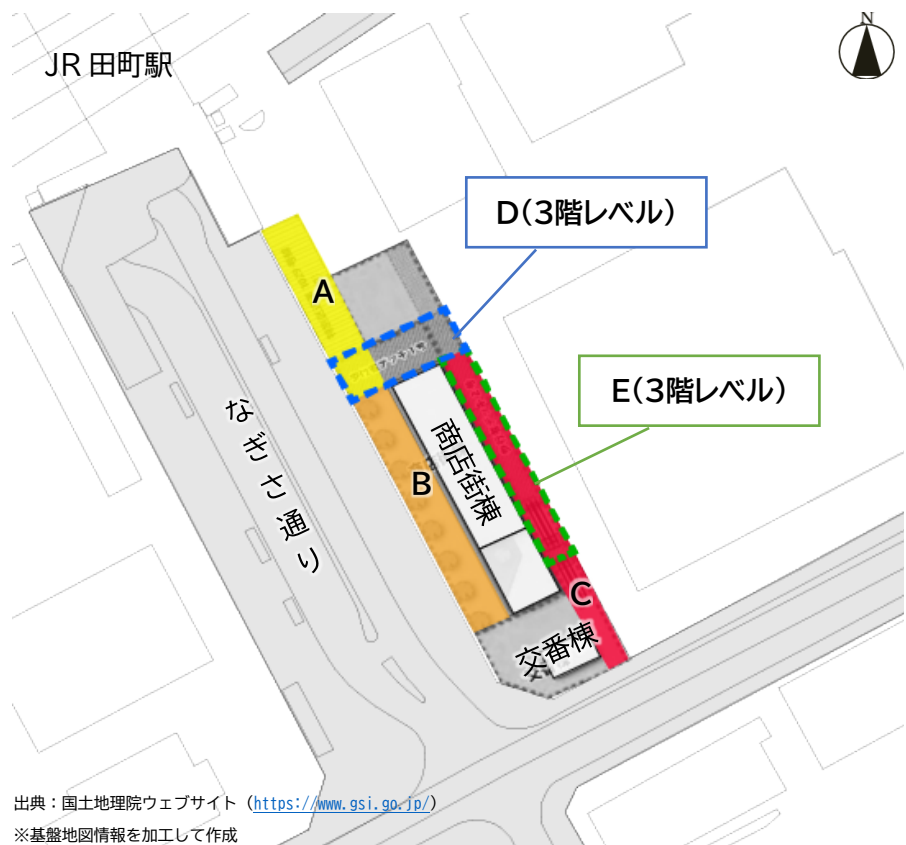 N
JR 田町駅
D(3階レベル)
A
E(3階レベル)
なぎさ通り
商店街棟
B
C
交番棟
出典：国土地理院ウェブサイト（https://www.gsi.go.jp/）
※基盤地図情報を加工して作成